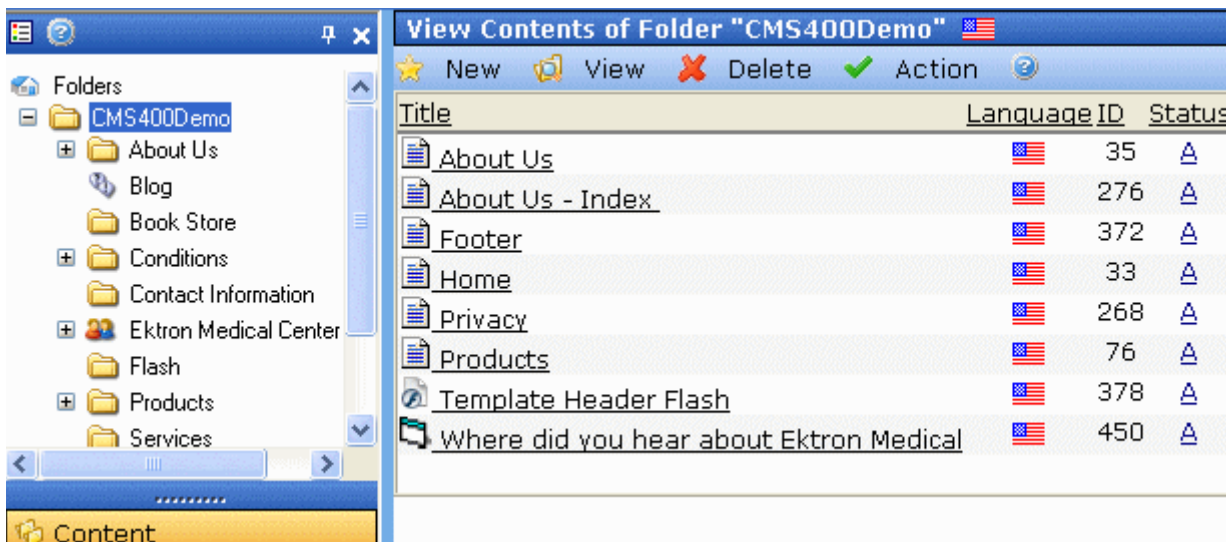 View Contents of Folder "CMS400Demo"
New View Delete Action
Folders
CMS400Demo
About Us
Blog
Book Store
Conditions
Contact Information
Ektron Medical Center
Flash
Products
Services
Content
Title Language ID Status
About Us 35 A
About Us - Index 276 A
Footer 372 A
Home 33 A
Privacy 268 A
Products 76 A
Template Header Flash 378 A
Where did you hear about Ektron Medical 450 A